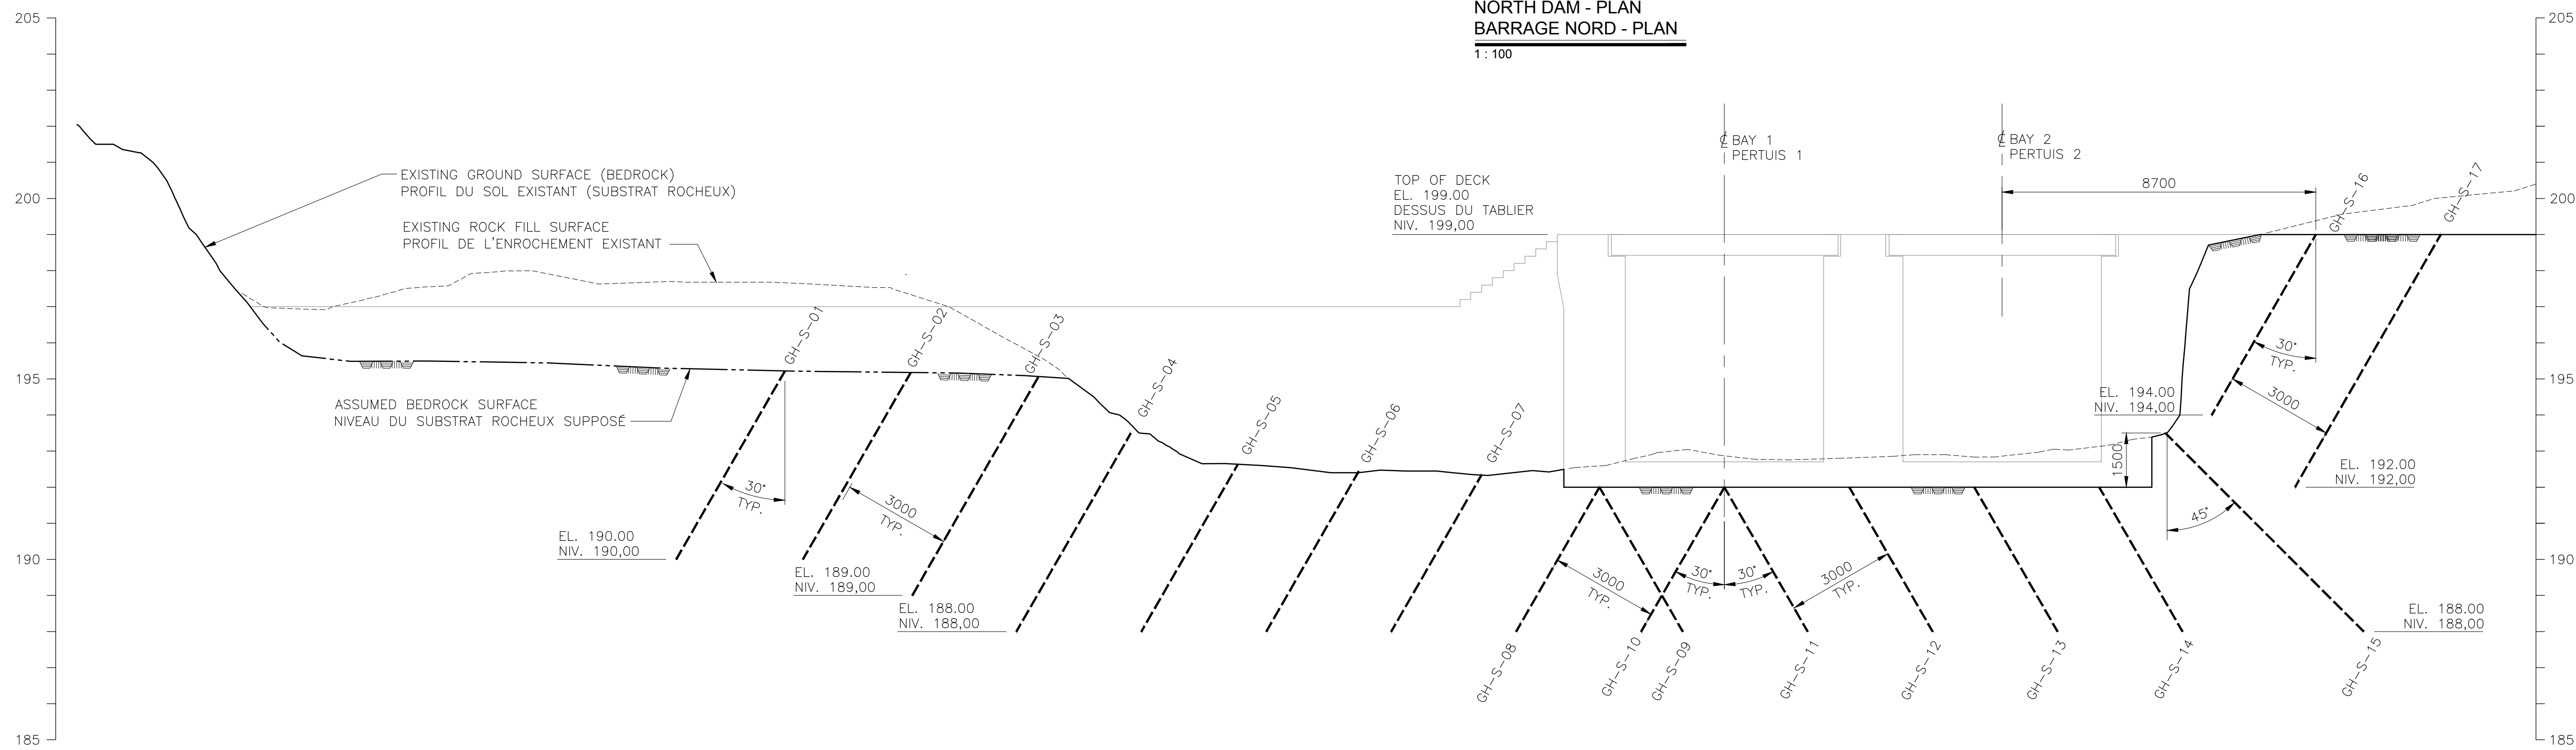 NORTH DAM - PLAN
BARRAGE NORD - PLAN
1 : 100
205
200
195
190
185
205
200
195
190
185
EXISTING GROUND SURFACE (BEDROCK)
PROFIL DU SOL EXISTANT (SUBSTRAT ROCHEUX)
EXISTING ROCK FILL SURFACE
PROFIL DE L'ENROCHEMENT EXISTANT
ASSUMED BEDROCK SURFACE
NIVEAU DU SUBSTRAT ROCHEUX SUPPOSÉ
TOP OF DECK
EL. 199.00
DESSUS DU TABLIER
NIV. 199,00
℄ BAY 1
PERTUIS 1
℄ BAY 2
PERTUIS 2
8700
GH-S-01
GH-S-02
GH-S-03
GH-S-04
GH-S-05
GH-S-06
GH-S-07
GH-S-16
GH-S-17
30°
TYP.
3000
TYP.
EL. 190.00
NIV. 190,00
EL. 189.00
NIV. 189,00
EL. 188.00
NIV. 188,00
3000
TYP.
30°
TYP.
30°
TYP.
3000
TYP.
1500
45°
30°
TYP.
3000
EL. 194.00
NIV. 194,00
EL. 192.00
NIV. 192,00
EL. 188.00
NIV. 188,00
GH-S-08
GH-S-10
GH-S-09
GH-S-11
GH-S-12
GH-S-13
GH-S-14
GH-S-15